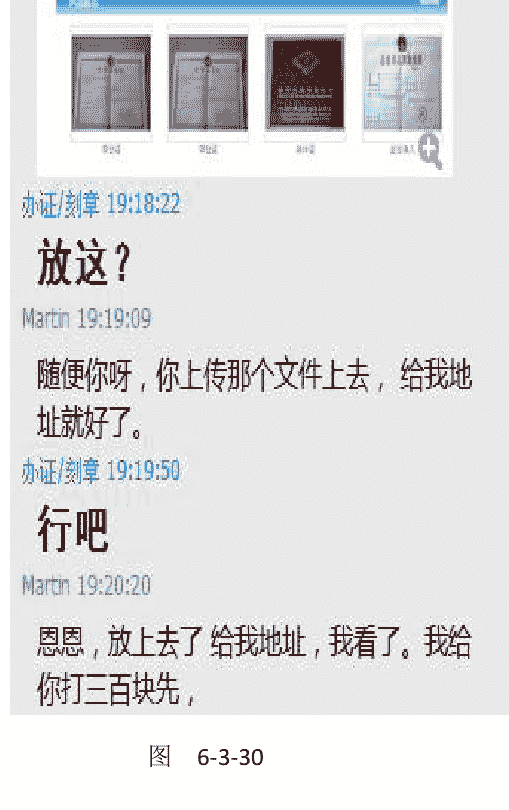 办证/刻章 19:18:22
放这？
Martin 19:19:09
随便你呀，你上传那个文件上去， 给我地
址就好了。
办证/刻章 19:19:50
行吧
Martin 19:20:20
恩恩，放上去了 给我地址，我看了。我给
你打三百块先，
图 6-3-30